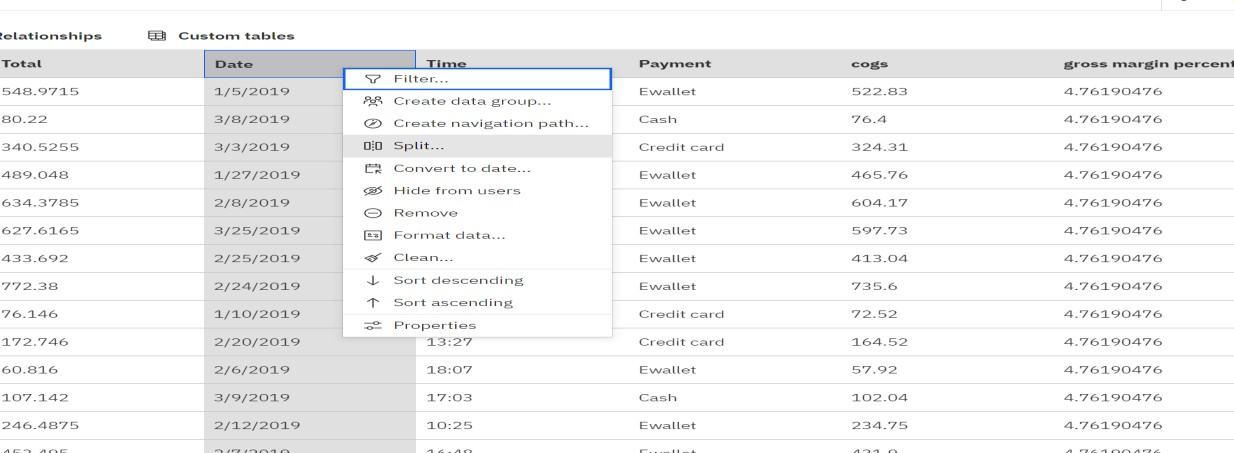 elationships Custom tables
Total Date Time Payment cogs gross margin percent
548.9715 1/5/2019 Ewallet 522.83 4.76190476
80.22 3/8/2019 Cash 76.4 4.76190476
340.5255 3/3/2019 Credit card 324.31 4.76190476
489.048 1/27/2019 Ewallet 465.76 4.76190476
634.3785 2/8/2019 Ewallet 604.17 4.76190476
627.6165 3/25/2019 Ewallet 597.73 4.76190476
433.692 2/25/2019 Ewallet 413.04 4.76190476
772.38 2/24/2019 Ewallet 735.6 4.76190476
76.146 1/10/2019 Credit card 72.52 4.76190476
172.746 2/20/2019 13:27 Credit card 164.52 4.76190476
60.816 2/6/2019 18:07 Ewallet 57.92 4.76190476
107.142 3/9/2019 17:03 Cash 102.04 4.76190476
246.4875 2/12/2019 10:25 Ewallet 234.75 4.76190476
Filter...
Create data group...
Create navigation path...
Split...
Convert to date...
Hide from users
Remove
Format data...
Clean...
Sort descending
Sort ascending
Properties